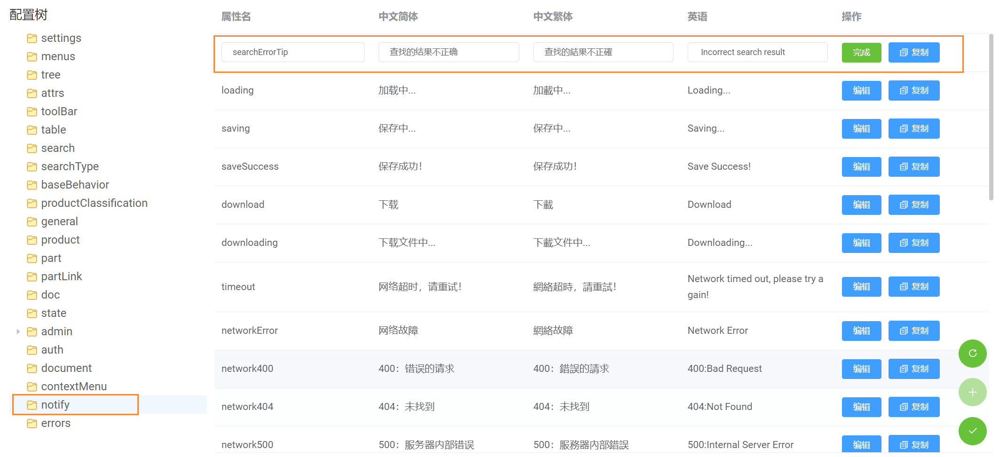 配置树
settings
menus
tree
attrs
toolBar
table
search
searchType
baseBehavior
productClassification
general
product
part
partLink
doc
state
admin
auth
document
contextMenu
notify
errors
属性名 中文简体 中文繁体 英语 操作
searchErrorTip 查找的结果不正确 查找的結果不正確 Incorrect search result 完成 复制
loading 加载中... 加載中... Loading... 编辑 复制
saving 保存中... 保存中... Saving... 编辑 复制
saveSuccess 保存成功！ 保存成功！ Save Success! 编辑 复制
download 下载 下載 Download 编辑 复制
downloading 下载文件中... 下載文件中... Downloading... 编辑 复制
timeout 网络超时，请重试！ 網絡超時，請重試！ Network timed out, please try a
gain! 编辑 复制
networkError 网络故障 網絡故障 Network Error 编辑 复制
network400 400：错误的请求 400：錯誤的請求 400:Bad Request 编辑 复制
network404 404：未找到 404：未找到 404:Not Found 编辑 复制
network500 500：服务器内部错误 500：服務器內部錯誤 500:Internal Server Error 编辑 复制